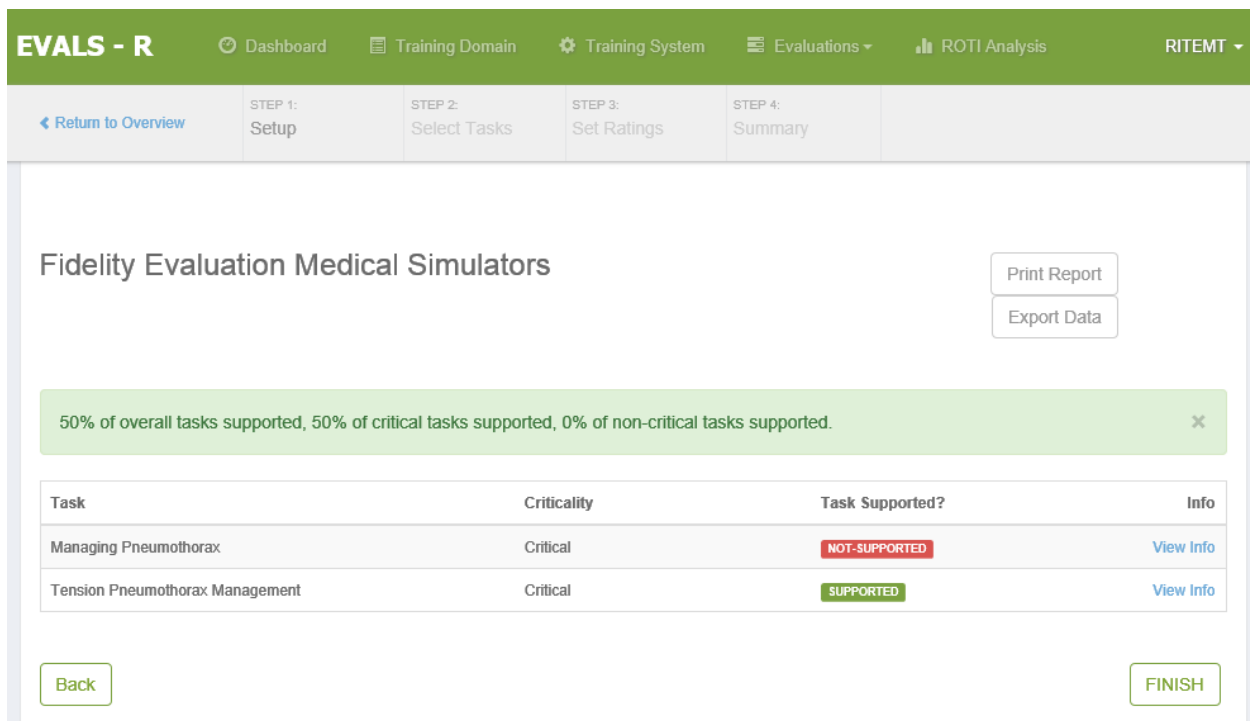 EVALS - R Dashboard Training Domain Training System Evaluations ROTI Analysis RITEMT
Return to Overview
STEP 1:
Setup
STEP 2:
Select Tasks
STEP 3:
Set Ratings
STEP 4:
Summary
Fidelity Evaluation Medical Simulators
Print Report
Export Data
50% of overall tasks supported, 50% of critical tasks supported, 0% of non-critical tasks supported. ×
Task Criticality Task Supported? Info
Managing Pneumothorax Critical NOT-SUPPORTED View Info
Tension Pneumothorax Management Critical SUPPORTED View Info
Back FINISH